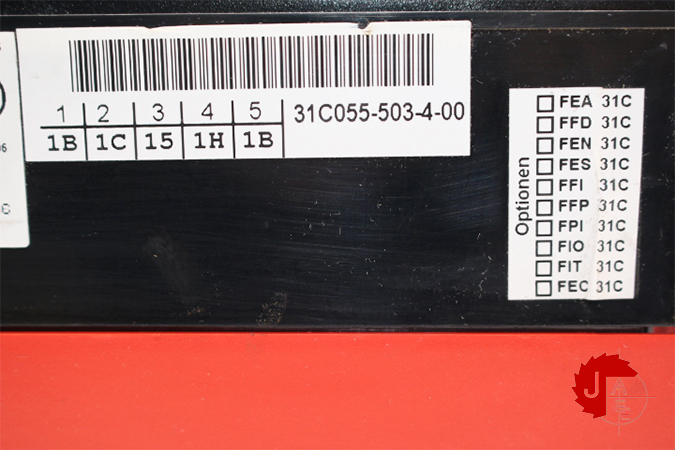 1 2 3 4 5
1B 1C 15 1H 1B
31C055-503-4-00
Optionen
FEA 31C
FFD 31C
FEN 31C
FES 31C
FFI 31C
FFP 31C
FPI 31C
FIO 31C
FIT 31C
FEC 31C
J